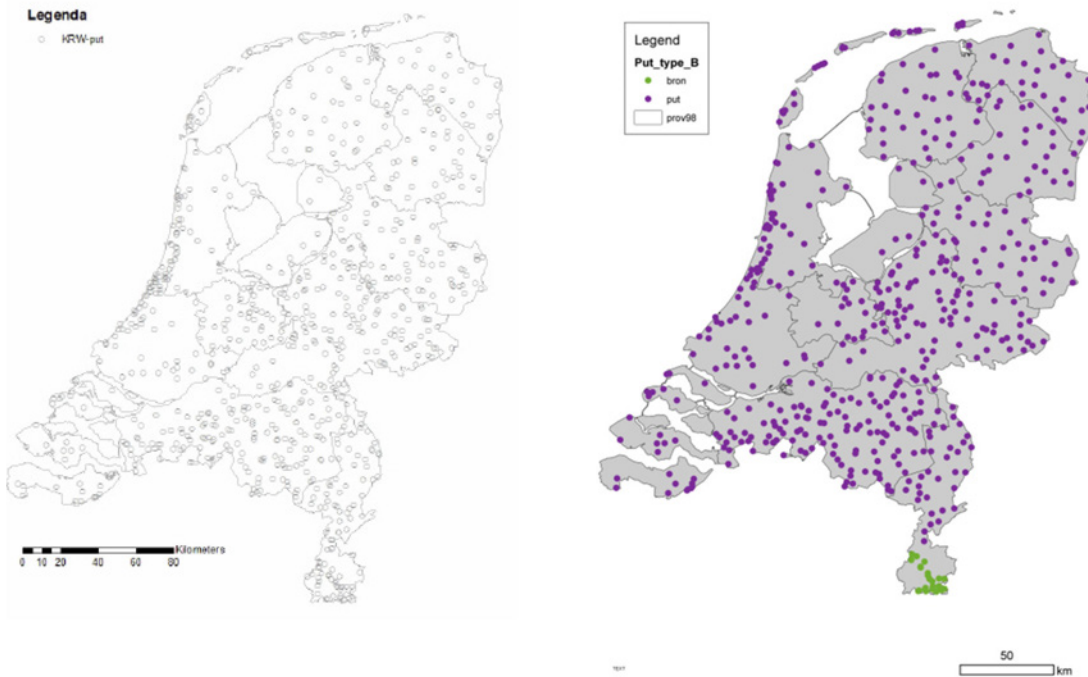 Legenda
KRW-put
Kilometers
0 10 20 40 60 80
Legend
Put_type_B
bron
put
prov98
50
km